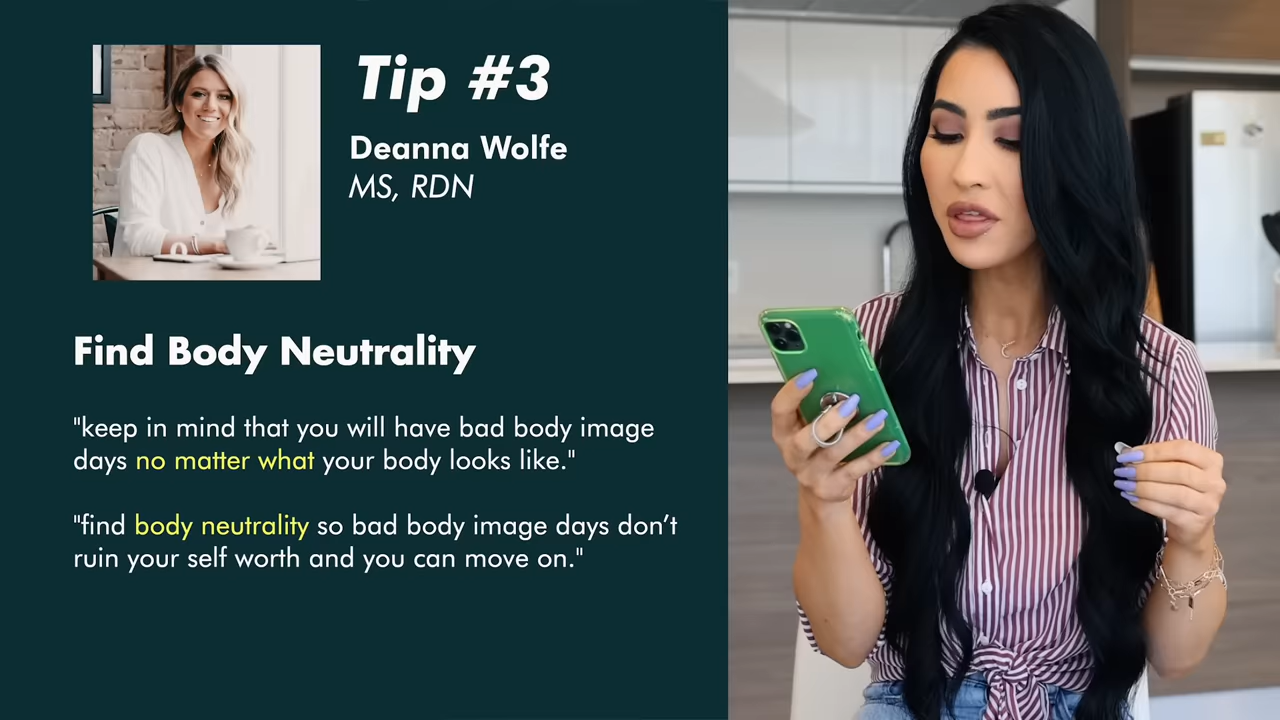 Tip #3
Deanna Wolfe
MS, RDN
Find Body Neutrality
"keep in mind that you will have bad body image
days no matter what your body looks like."
"find body neutrality so bad body image days don’t
ruin your self worth and you can move on."